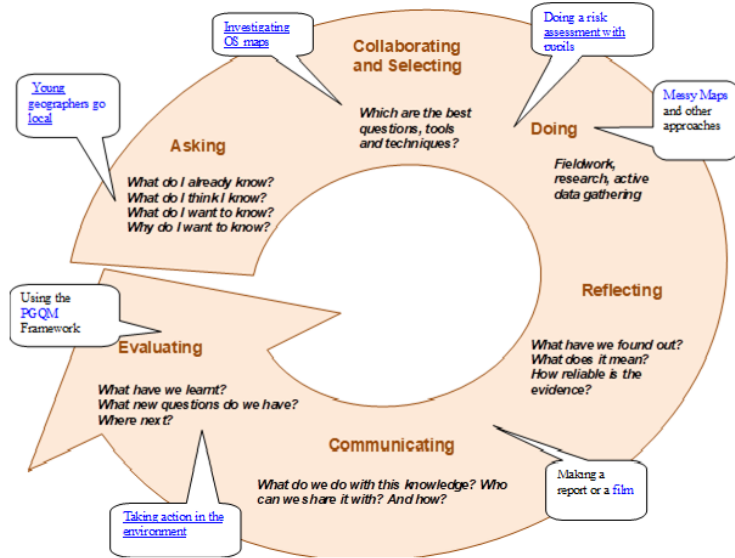 Investigating
OS maps
Collaborating
and Selecting
Doing a risk
assessment with
pupils
Young
geographers go
local
Which are the best
questions, tools
and techniques?
Messy Maps
and other
approaches
Asking
Doing
What do I already know?
What do I think I know?
What do I want to know?
Why do I want to know?
Fieldwork,
research, active
data gathering
Using the
PGQM
Framework
Reflecting
Evaluating
What have we found out?
What does it mean?
How reliable is the
evidence?
What have we learnt?
What new questions do we have?
Where next?
Communicating
What do we do with this knowledge? Who
can we share it with? And how?
Making a
report or a film
Taking action in the
environment